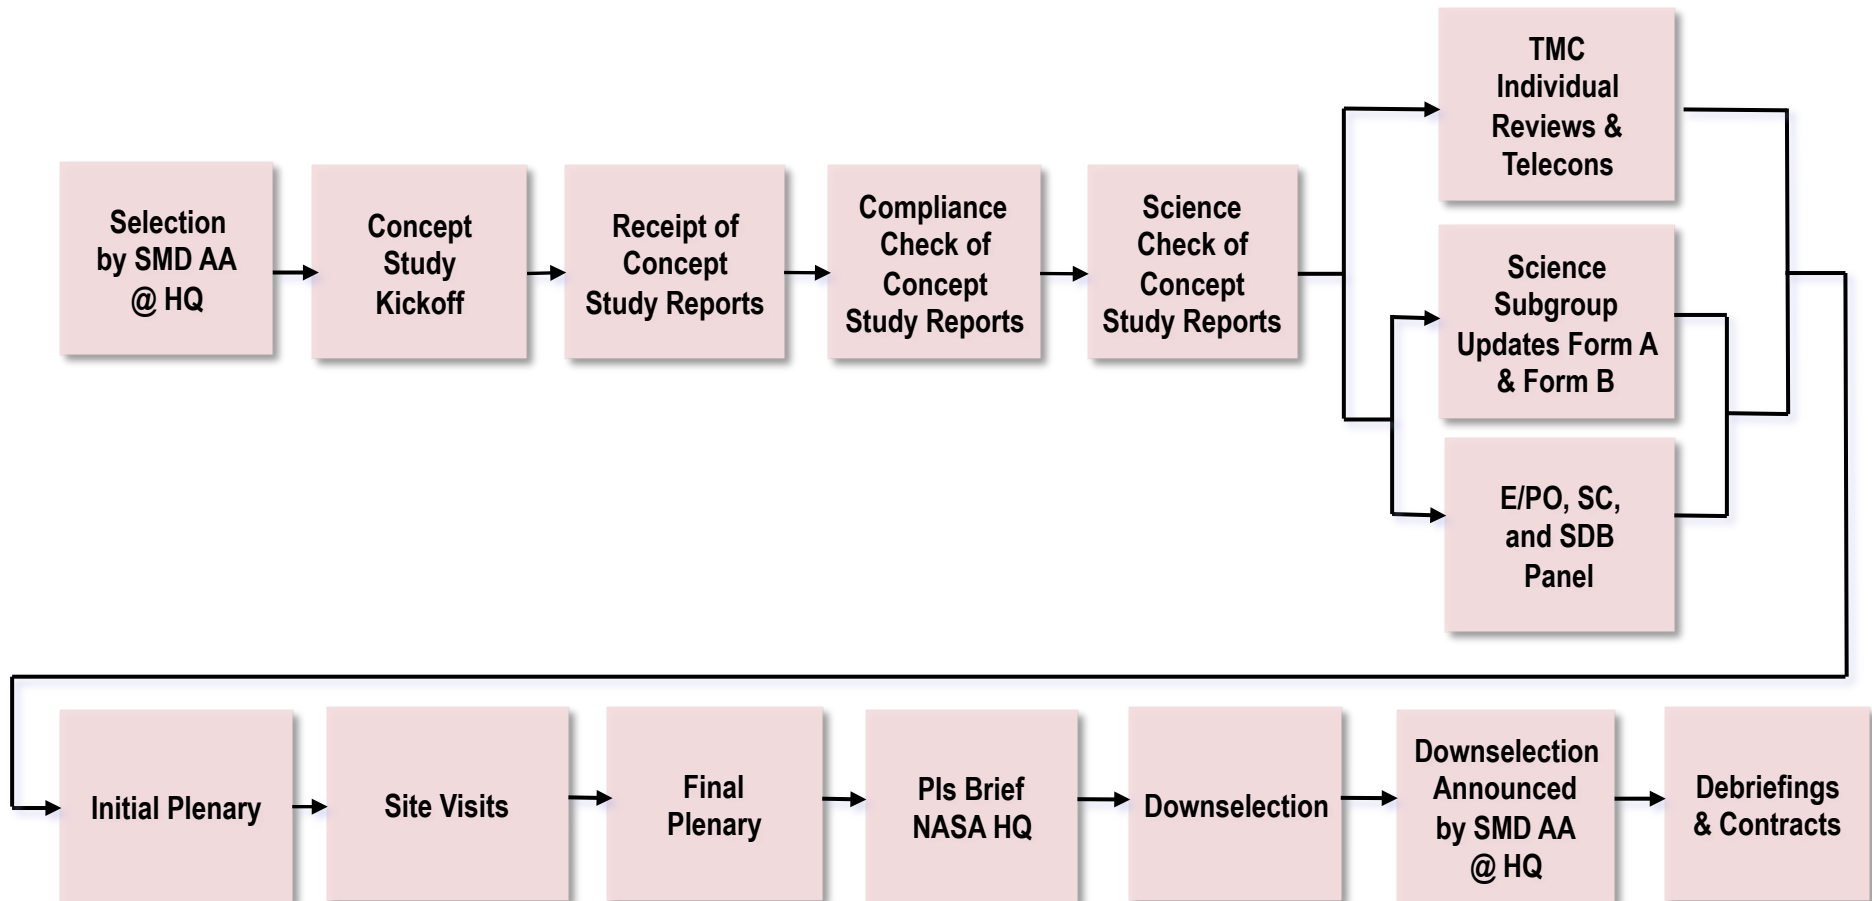 Selection
by SMD AA
@ HQ
Concept
Study
Kickoff
Receipt of
Concept
Study Reports
Compliance
Check of
Concept
Study Reports
Science
Check of
Concept
Study Reports
TMC
Individual
Reviews &
Telecons
Science
Subgroup
Updates Form A
& Form B
E/PO, SC,
and SDB
Panel
Initial Plenary
Site Visits
Final
Plenary
PIs Brief
NASA HQ
Downselection
Downselection
Announced
by SMD AA
@ HQ
Debriefings
& Contracts